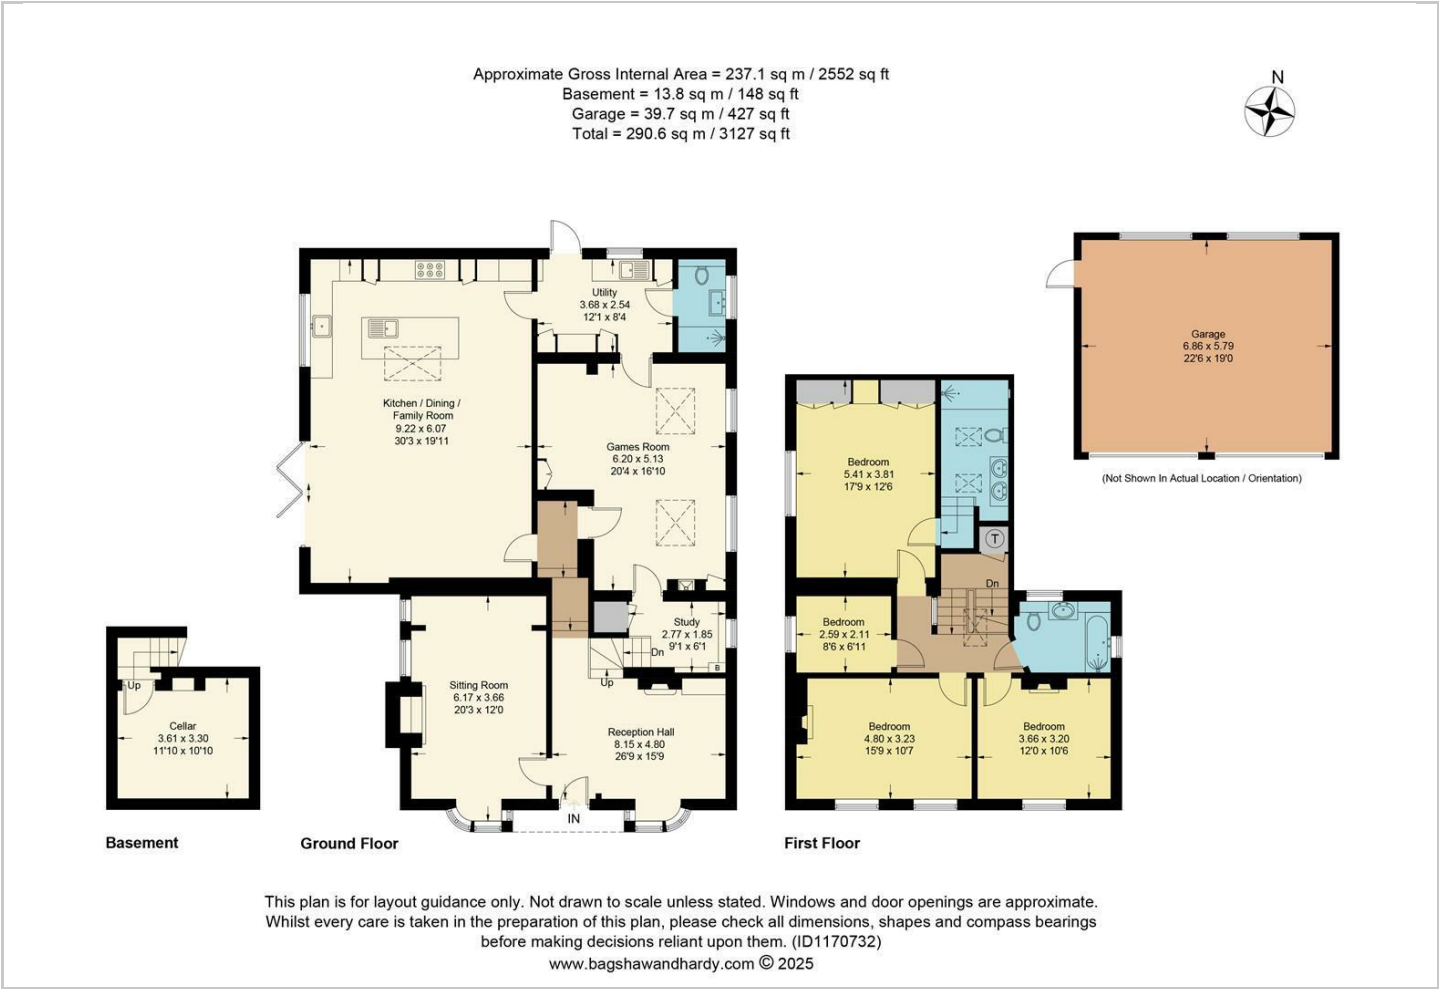 Approximate Gross Internal Area = 237.1 sq m / 2552 sq ft
Basement = 13.8 sq m / 148 sq ft
Garage = 39.7 sq m / 427 sq ft
Total = 290.6 sq m / 3127 sq ft
N
Utility
3.68 x 2.54
12'1 x 8'4
Kitchen / Dining /
Family Room
9.22 x 6.07
30'3 x 19'11
Games Room
6.20 x 5.13
20'4 x 16'10
Study
2.77 x 1.85
9'1 x 6'1
Dn
B
Up
Sitting Room
6.17 x 3.66
20'3 x 12'0
Reception Hall
8.15 x 4.80
26'9 x 15'9
IN
Up
Cellar
3.61 x 3.30
11'10 x 10'10
Garage
6.86 x 5.79
22'6 x 19'0
(Not Shown In Actual Location / Orientation)
Bedroom
5.41 x 3.81
17'9 x 12'6
T
Dn
Bedroom
2.59 x 2.11
8'6 x 6'11
Bedroom
4.80 x 3.23
15'9 x 10'7
Bedroom
3.66 x 3.20
12'0 x 10'6
Basement
Ground Floor
First Floor
This plan is for layout guidance only. Not drawn to scale unless stated. Windows and door openings are approximate.
Whilst every care is taken in the preparation of this plan, please check all dimensions, shapes and compass bearings
before making decisions reliant upon them. (ID1170732)
www.bagshawandhardy.com © 2025